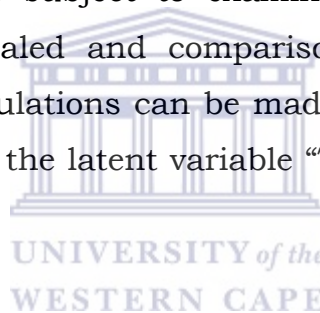 subject to examin
aled and compariso
ulations can be mad
the latent variable “
UNIVERSITY of the
WESTERN CAPE